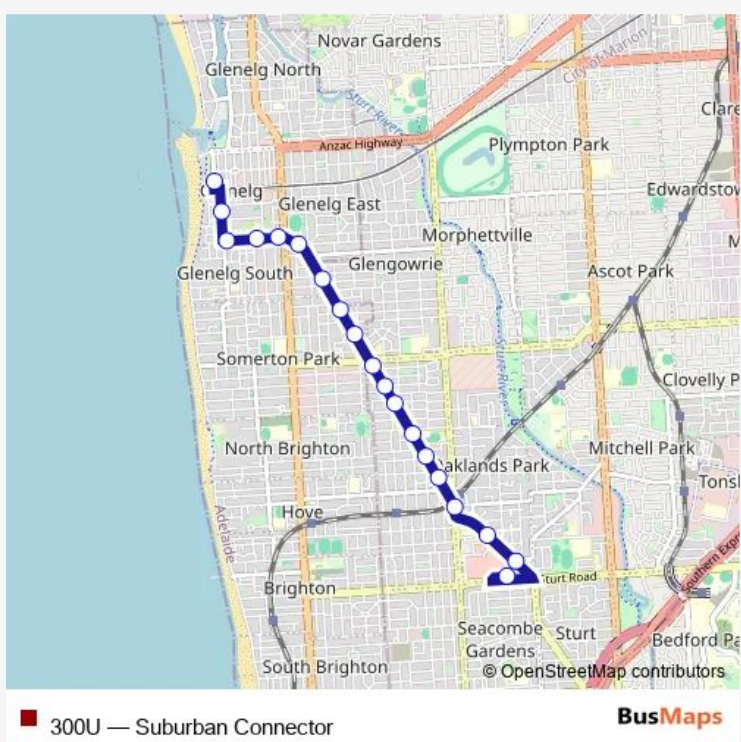 Novar Gardens
City of Marion
Glenelg North
Sturt River
Clare
Anzac Highway
Plympton Park
Edwardstow
Glenelg East
Morphettville
Glengowrie
Glenelg South
Ascot Park
Sturt River
Somerton Park
Clovelly P
North Brighton
Mitchell Park
Oaklands Park
Tonsl
Hove
Adelaide
Southern Expr
Sturt Road
Brighton
Seacombe
Gardens
Sturt
Bedford Pa
South Brighton
© OpenStreetMap contributors
300U — Suburban Connector
BusMaps